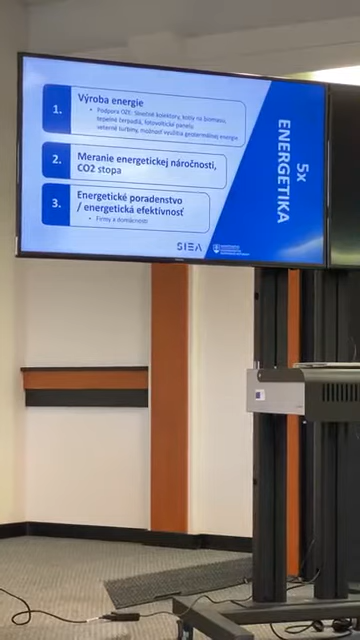 1.
Výroba energie
• Podpora OZE: Slnečné kolektory, kotly na biomasu,
tepelné čerpadlá, fotovoltické panely
veterné turbíny, možnosť využitia geotermálnej energie
2.
Meranie energetickej náročnosti,
CO2 stopa
3.
Energetické poradenstvo
/ energetická efektívnosť
• Firmy a domácnosti
5x
ENERGETIKA
SIEA